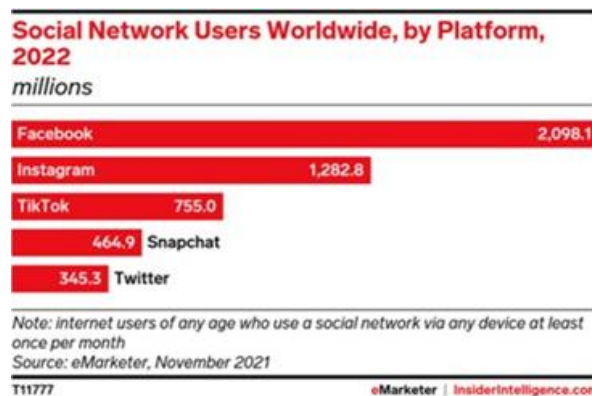 Social Network Users Worldwide, by Platform,
2022
millions
Facebook 2,098.1
Instagram 1,282.8
TikTok 755.0
464.9 Snapchat
345.3 Twitter
Note: internet users of any age who use a social network via any device at least
once per month
Source: eMarketer, November 2021
T11777 eMarketer | InsiderIntelligence.com